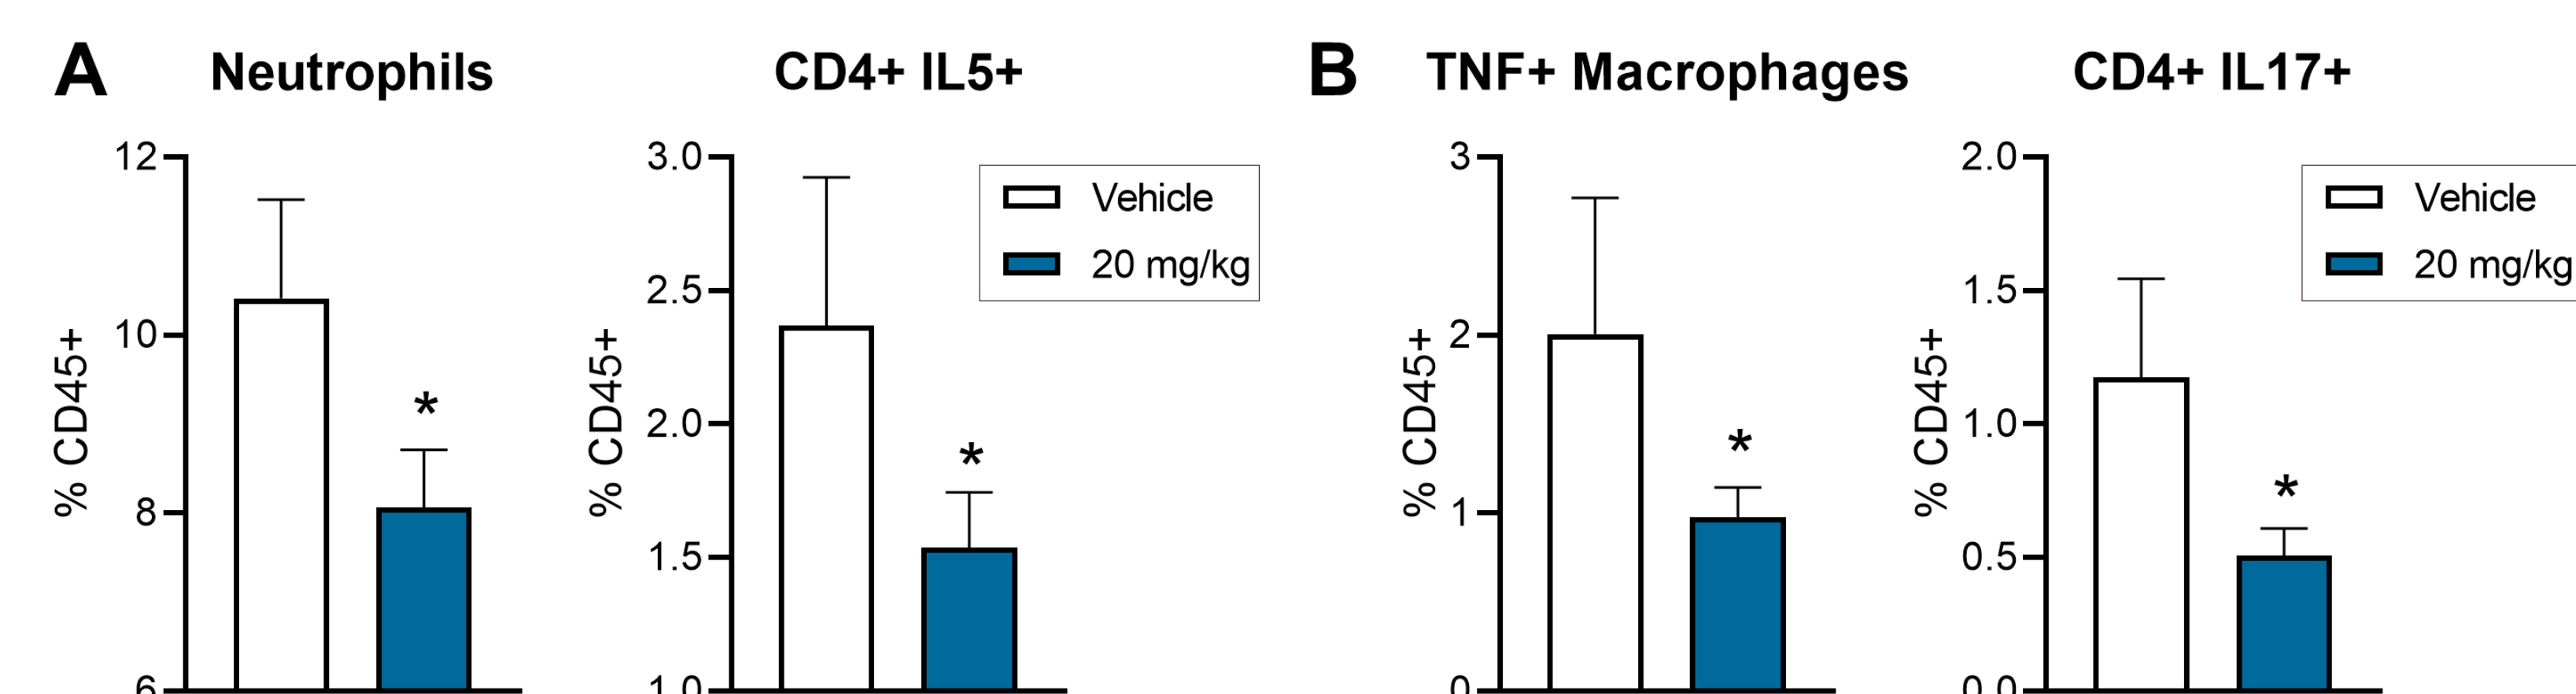 A
Neutrophils
CD4+ IL5+
B
TNF+ Macrophages
CD4+ IL17+
% CD45+
12
10
8
6
*
% CD45+
3.0
2.5
2.0
1.5
1.0
*
Vehicle
20 mg/kg
% CD45+
3
2
1
0
*
% CD45+
2.0
1.5
1.0
0.5
0.0
*
Vehicle
20 mg/kg